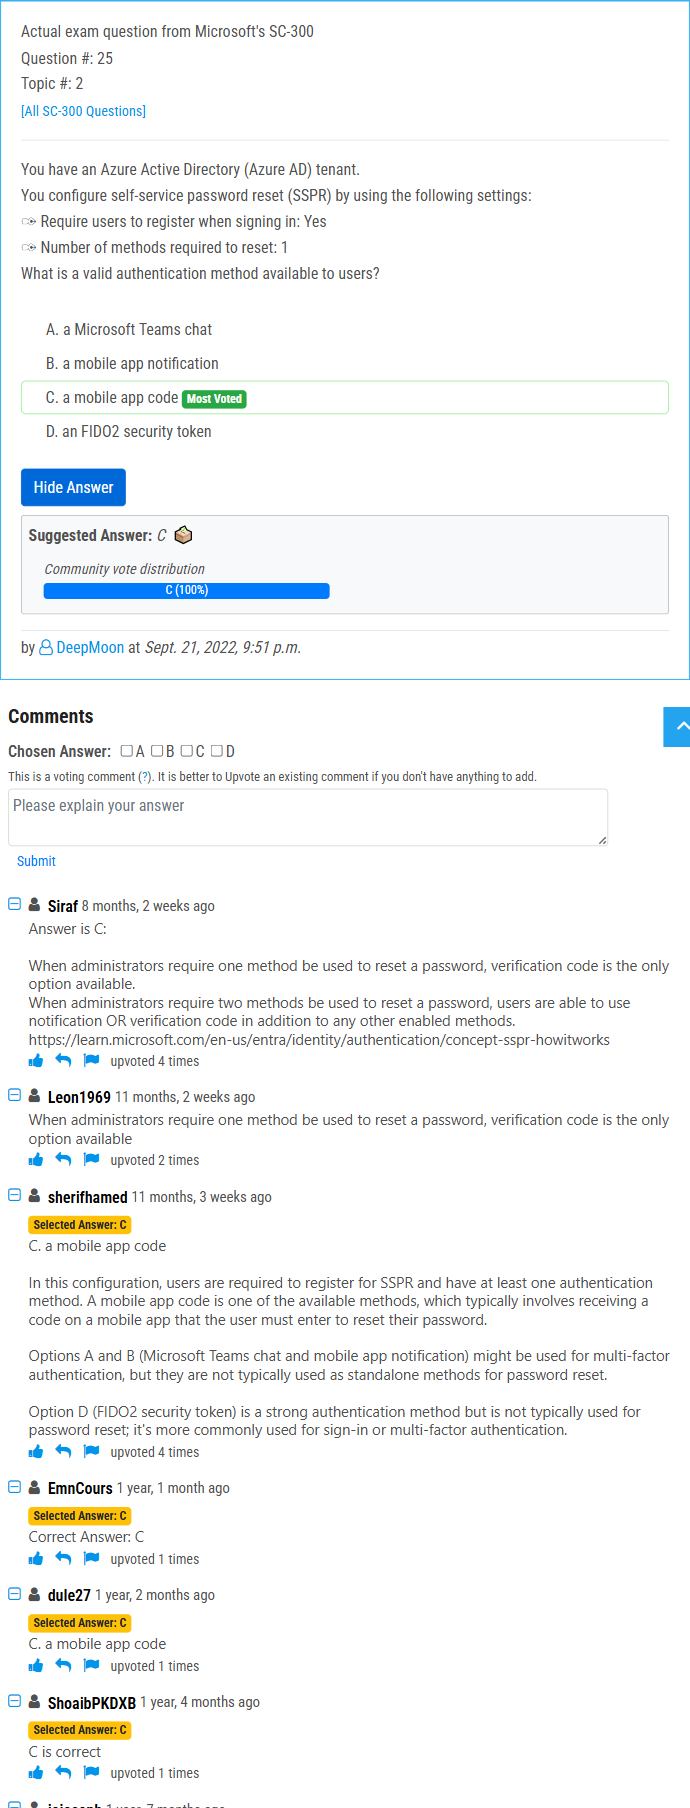 Actual exam question from Microsoft's SC-300
Question #: 25
Topic #: 2
[All SC-300 Questions]
You have an Azure Active Directory (Azure AD) tenant.
You configure self-service password reset (SSPR) by using the following settings:
Require users to register when signing in: Yes
Number of methods required to reset: 1
What is a valid authentication method available to users?
A. a Microsoft Teams chat
B. a mobile app notification
C. a mobile app code Most Voted
D. an FIDO2 security token
Hide Answer
Suggested Answer: C
Community vote distribution
C (100%)
by DeepMoon at Sept. 21, 2022, 9:51 p.m.
Comments
Chosen Answer: A B C D
This is a voting comment (?). It is better to Upvote an existing comment if you don't have anything to add.
Please explain your answer
Submit
Siraf 8 months, 2 weeks ago
Answer is C:
When administrators require one method be used to reset a password, verification code is the only
option available.
When administrators require two methods be used to reset a password, users are able to use
notification OR verification code in addition to any other enabled methods.
https://learn.microsoft.com/en-us/entra/identity/authentication/concept-sspr-howitworks
upvoted 4 times
Leon1969 11 months, 2 weeks ago
When administrators require one method be used to reset a password, verification code is the only
option available
upvoted 2 times
sherifhamed 11 months, 3 weeks ago
Selected Answer: C
C. a mobile app code
In this configuration, users are required to register for SSPR and have at least one authentication
method. A mobile app code is one of the available methods, which typically involves receiving a
code on a mobile app that the user must enter to reset their password.
Options A and B (Microsoft Teams chat and mobile app notification) might be used for multi-factor
authentication, but they are not typically used as standalone methods for password reset.
Option D (FIDO2 security token) is a strong authentication method but is not typically used for
password reset; it's more commonly used for sign-in or multi-factor authentication.
upvoted 4 times
EmnCours 1 year, 1 month ago
Selected Answer: C
Correct Answer: C
upvoted 1 times
dule27 1 year, 2 months ago
Selected Answer: C
C. a mobile app code
upvoted 1 times
ShoaibPKDXB 1 year, 4 months ago
Selected Answer: C
C is correct
upvoted 1 times